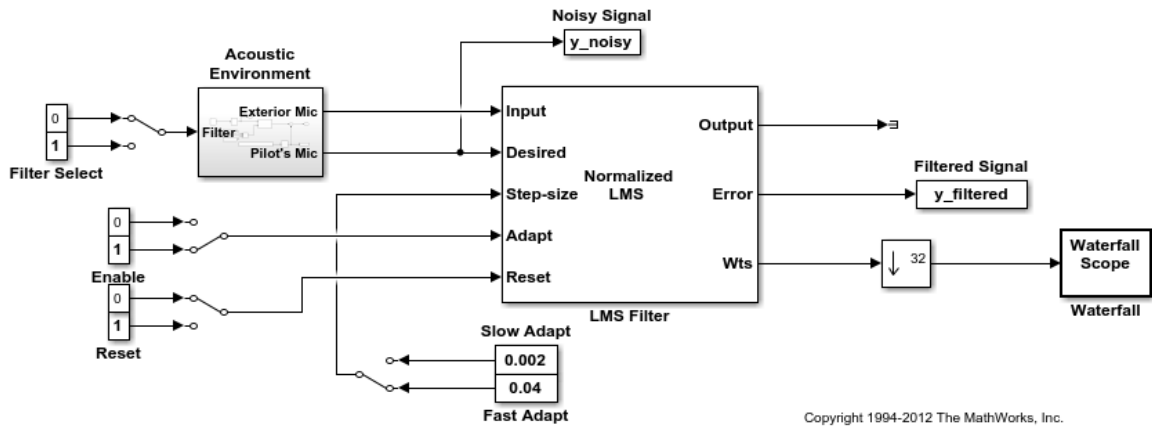 Noisy Signal
y_noisy
Acoustic
Environment
Exterior Mic
Filter
Pilot's Mic
0
1
Filter Select
Input
Desired
Step-size
Adapt
Reset
Normalized
LMS
Output
Error
Wts
LMS Filter
Filtered Signal
y_filtered
32
Waterfall
Scope
Waterfall
0
1
Enable
0
1
Reset
Slow Adapt
0.002
0.04
Fast Adapt
Copyright 1994-2012 The MathWorks, Inc.